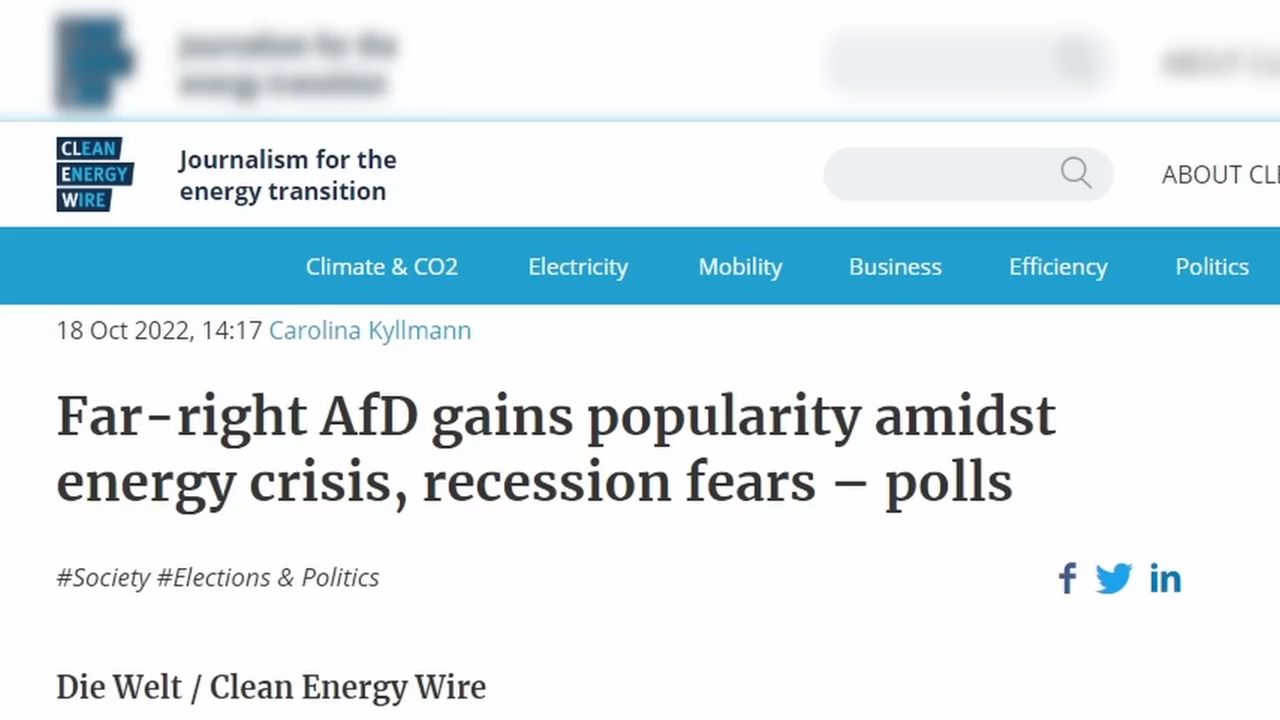 CLEAN
ENERGY
WIRE
Journalism for the
energy transition
ABOUT CLE
Climate & CO2 Electricity Mobility Business Efficiency Politics
18 Oct 2022, 14:17 Carolina Kyllmann
Far-right AfD gains popularity amidst
energy crisis, recession fears – polls
#Society #Elections & Politics
f in
Die Welt / Clean Energy Wire